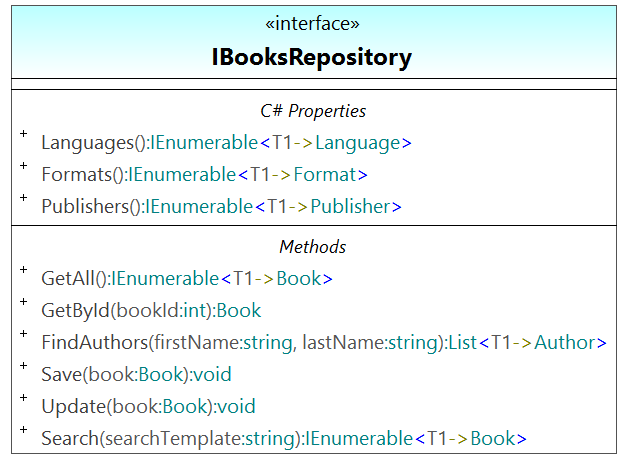 «interface»
IBooksRepository
C# Properties
+ Languages():IEnumerable<T1->Language>
+ Formats():IEnumerable<T1->Format>
+ Publishers():IEnumerable<T1->Publisher>
Methods
+ GetAll():IEnumerable<T1->Book>
+ GetById(bookId:int):Book
+ FindAuthors(firstName:string, lastName:string):List<T1->Author>
+ Save(book:Book):void
+ Update(book:Book):void
+ Search(searchTemplate:string):IEnumerable<T1->Book>